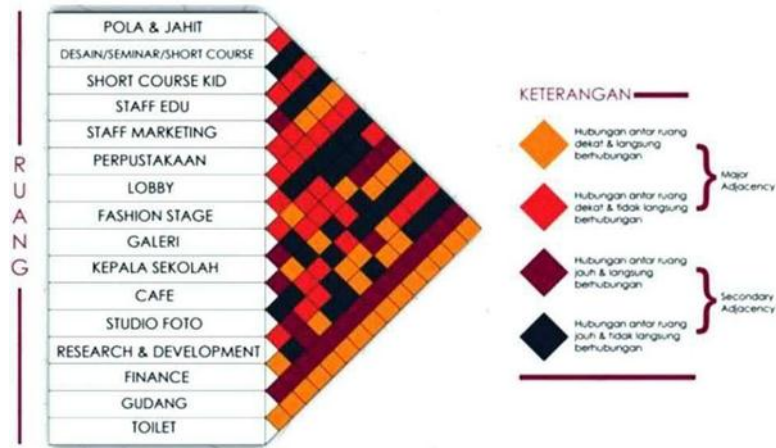 RUANG
POLA & JAHIT
DESAIN/SEMINAR/SHORT COURSE
SHORT COURSE KID
STAFF EDU
STAFF MARKETING
PERPUSTAKAAN
LOBBY
FASHION STAGE
GALERI
KEPALA SEKOLAH
CAFE
STUDIO FOTO
RESEARCH & DEVELOPMENT
FINANCE
GUDANG
TOILET
KETERANGAN
Hubungan antar ruang
dekat & langsung
berhubungan
Hubungan antar ruang
dekat & tidak langsung
berhubungan
Major
Adjacency
Hubungan antar ruang
jauh & langsung
berhubungan
Hubungan antar ruang
jauh & tidak langsung
berhubungan
Secondary
Adjacency